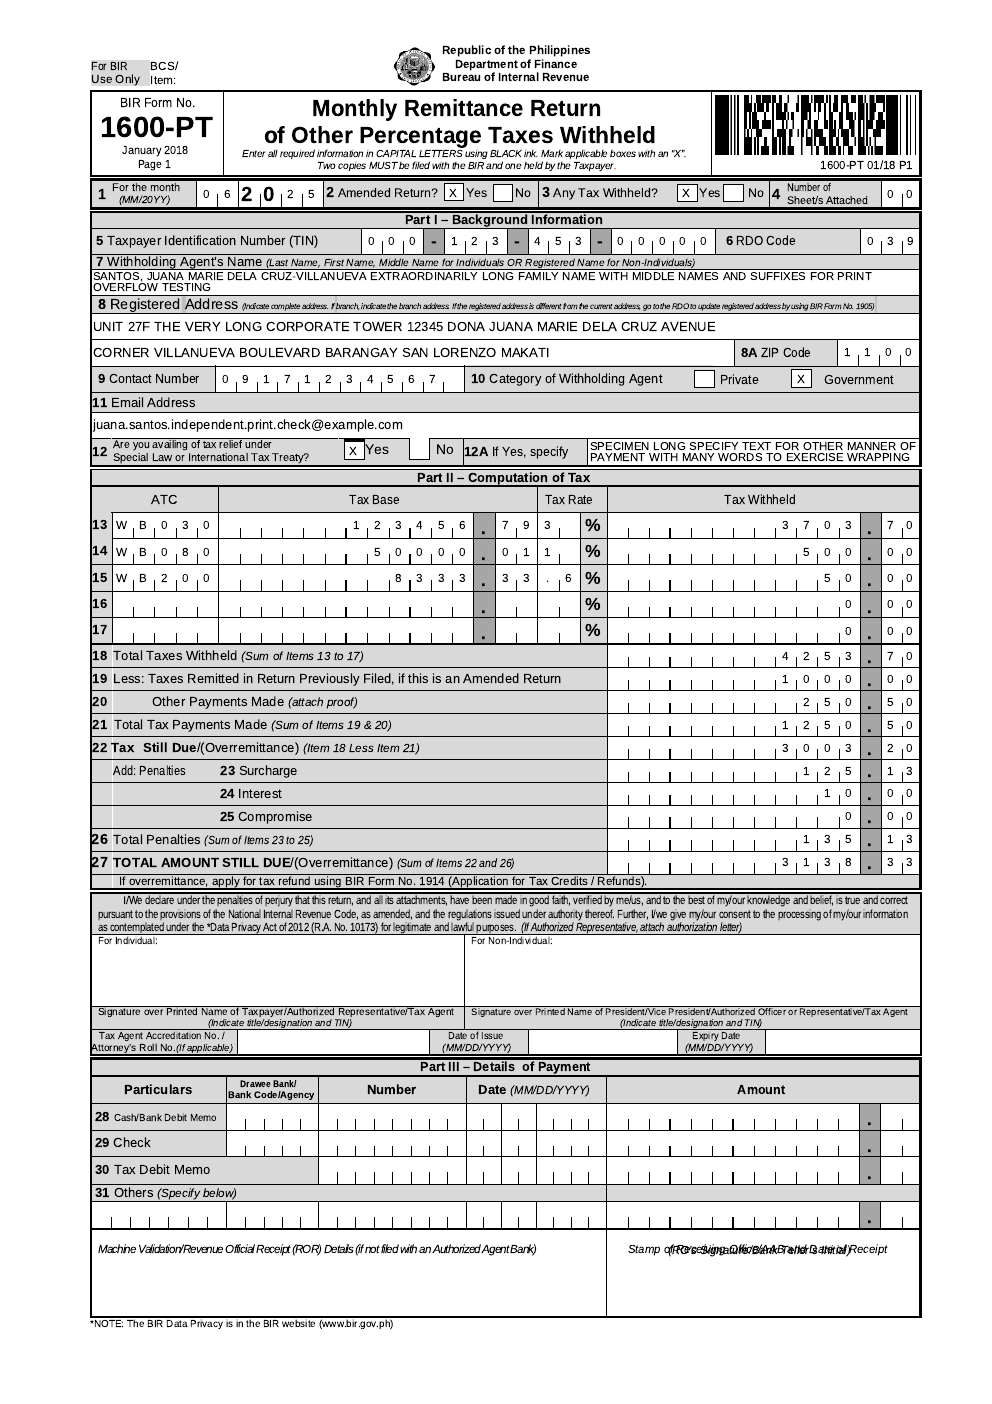 For BIR Use Only BCS/ Item:
Republic of the Philippines
Department of Finance
Bureau of Internal Revenue
BIR Form No.
1600-PT
January 2018
Page 1
Monthly Remittance Return
of Other Percentage Taxes Withheld
Enter all required information in CAPITAL LETTERS using BLACK ink. Mark applicable boxes with an “X”.
Two copies MUST be filed with the BIR and one held by the Taxpayer.
1600-PT 01/18 P1
1 For the month (MM/20YY) 0 6 2 0 2 5 2 Amended Return? X Yes No 3 Any Tax Withheld? X Yes No 4 Number of Sheet/s Attached 0 0
Part I – Background Information
5 Taxpayer Identification Number (TIN) 0 0 0 - 1 2 3 - 4 5 3 - 0 0 0 0 0 6 RDO Code 0 3 9
7 Withholding Agent's Name (Last Name, First Name, Middle Name for Individuals OR Registered Name for Non-Individuals)
SANTOS, JUANA MARIE DELA CRUZ-VILLANUEVA EXTRAORDINARILY LONG FAMILY NAME WITH MIDDLE NAMES AND SUFFIXES FOR PRINT
OVERFLOW TESTING
8 Registered Address (Indicate complete address. If branch, indicate the branch address. If the registered address is different from the current address, go to the RDO to update registered address by using BIR Form No. 1905)
UNIT 27F THE VERY LONG CORPORATE TOWER 12345 DONA JUANA MARIE DELA CRUZ AVENUE
CORNER VILLANUEVA BOULEVARD BARANGAY SAN LORENZO MAKATI 8A ZIP Code 1 1 0 0
9 Contact Number 0 9 1 7 1 2 3 4 5 6 7 10 Category of Withholding Agent Private X Government
11 Email Address
juana.santos.independent.print.check@example.com
12 Are you availing of tax relief under Special Law or International Tax Treaty? X Yes No 12A If Yes, specify SPECIMEN LONG SPECIFY TEXT FOR OTHER MANNER OF
PAYMENT WITH MANY WORDS TO EXERCISE WRAPPING
Part II – Computation of Tax
ATC Tax Base Tax Rate Tax Withheld
13 W B 0 3 0 1 2 3 4 5 6 . 7 9 3 % 3 7 0 3 . 7 0
14 W B 0 8 0 5 0 0 0 0 . 0 1 1 % 5 0 0 . 0 0
15 W B 2 0 0 8 3 3 3 . 3 3 . 6 % 5 0 . 0 0
16 . % 0 . 0 0
17 . % 0 . 0 0
18 Total Taxes Withheld (Sum of Items 13 to 17) 4 2 5 3 . 7 0
19 Less: Taxes Remitted in Return Previously Filed, if this is an Amended Return 1 0 0 0 . 0 0
20 Other Payments Made (attach proof) 2 5 0 . 5 0
21 Total Tax Payments Made (Sum of Items 19 & 20) 1 2 5 0 . 5 0
22 Tax Still Due/(Overremittance) (Item 18 Less Item 21) 3 0 0 3 . 2 0
Add: Penalties 23 Surcharge 1 2 5 . 1 3
24 Interest 1 0 . 0 0
25 Compromise 0 . 0 0
26 Total Penalties (Sum of Items 23 to 25) 1 3 5 . 1 3
27 TOTAL AMOUNT STILL DUE/(Overremittance) (Sum of Items 22 and 26) 3 1 3 8 . 3 3
If overremittance, apply for tax refund using BIR Form No. 1914 (Application for Tax Credits / Refunds).
I/We declare under the penalties of perjury that this return, and all its attachments, have been made in good faith, verified by me/us, and to the best of my/our knowledge and belief, is true and correct
pursuant to the provisions of the National Internal Revenue Code, as amended, and the regulations issued under authority thereof. Further, I/we give my/our consent to the processing of my/our information
as contemplated under the *Data Privacy Act of 2012 (R.A. No. 10173) for legitimate and lawful purposes. (If Authorized Representative, attach authorization letter)
For Individual: For Non-Individual:
Signature over Printed Name of Taxpayer/Authorized Representative/Tax Agent Signature over Printed Name of President/Vice President/Authorized Officer or Representative/Tax Agent
(Indicate title/designation and TIN) (Indicate title/designation and TIN)
Tax Agent Accreditation No. / Date of Issue Expiry Date
Attorney's Roll No.(if applicable) (MM/DD/YYYY) (MM/DD/YYYY)
Part III – Details of Payment
Particulars Drawee Bank/ Bank Code/Agency Number Date (MM/DD/YYYY) Amount
28 Cash/Bank Debit Memo .
29 Check .
30 Tax Debit Memo .
31 Others (Specify below)
.
Machine Validation/Revenue Official Receipt (ROR) Details (if not filed with an Authorized Agent Bank) Stamp of Receiving Office/AAB and Date of Receipt
(RO's Signature/Bank Teller's Initial)
*NOTE: The BIR Data Privacy is in the BIR website (www.bir.gov.ph)